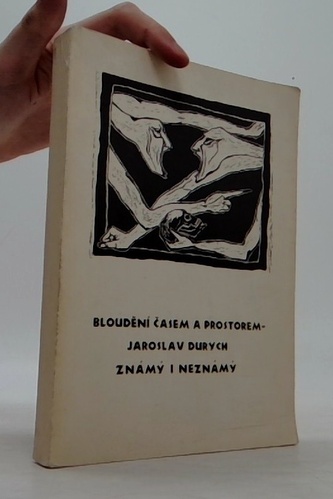 BLOUDĚNÍ ČASEM A PROSTOREM-
JAROSLAV DURYCH
ZNÁMÝ I NEZNÁMÝ